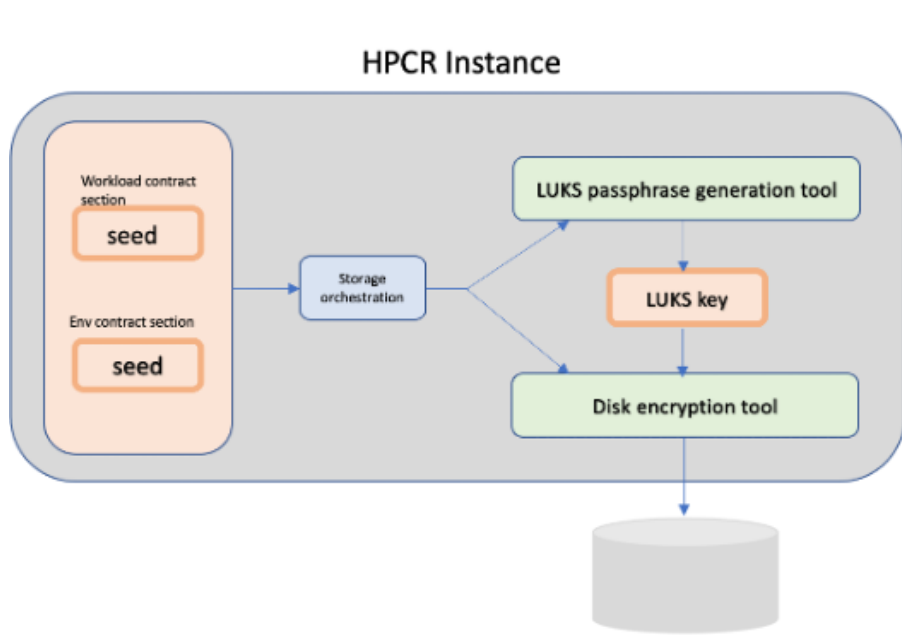 HPCR Instance
Workload contract
section
seed
Env contract section
seed
Storage
orchestration
LUKS passphrase generation tool
LUKS key
Disk encryption tool